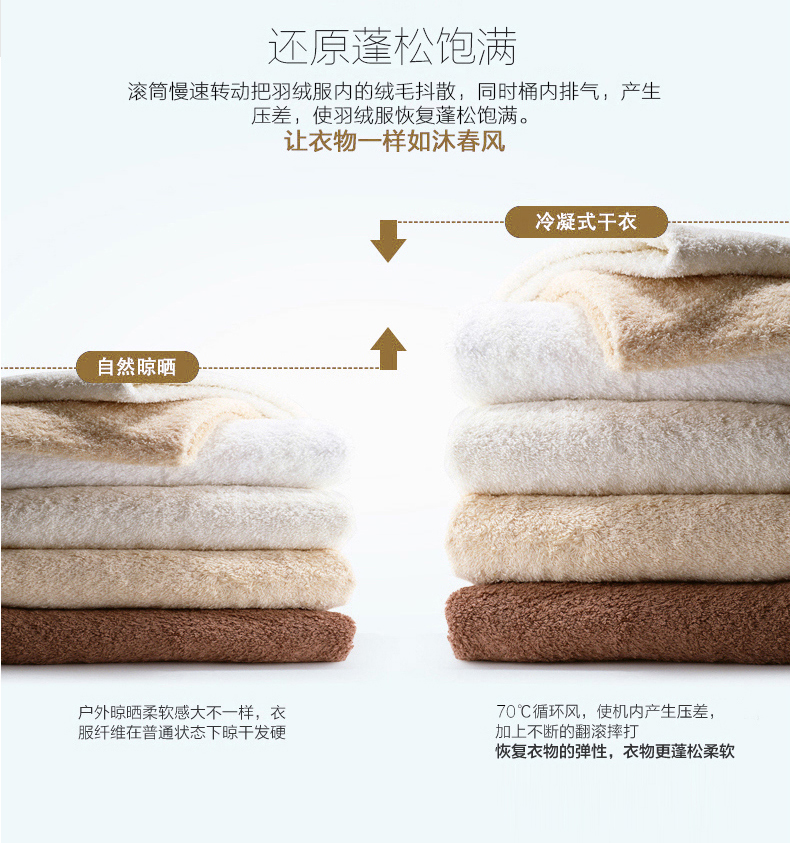 还原蓬松饱满
滚筒慢速转动把羽绒服内的绒毛抖散，同时桶内排气，产生
压差，使羽绒服恢复蓬松饱满。
让衣物一样如沐春风
冷凝式干衣
自然晾晒
户外晾晒柔软感大不一样，衣
服纤维在普通状态下晾干发硬
70℃循环风，使机内产生压差，
加上不断的翻滚摔打
恢复衣物的弹性，衣物更蓬松柔软